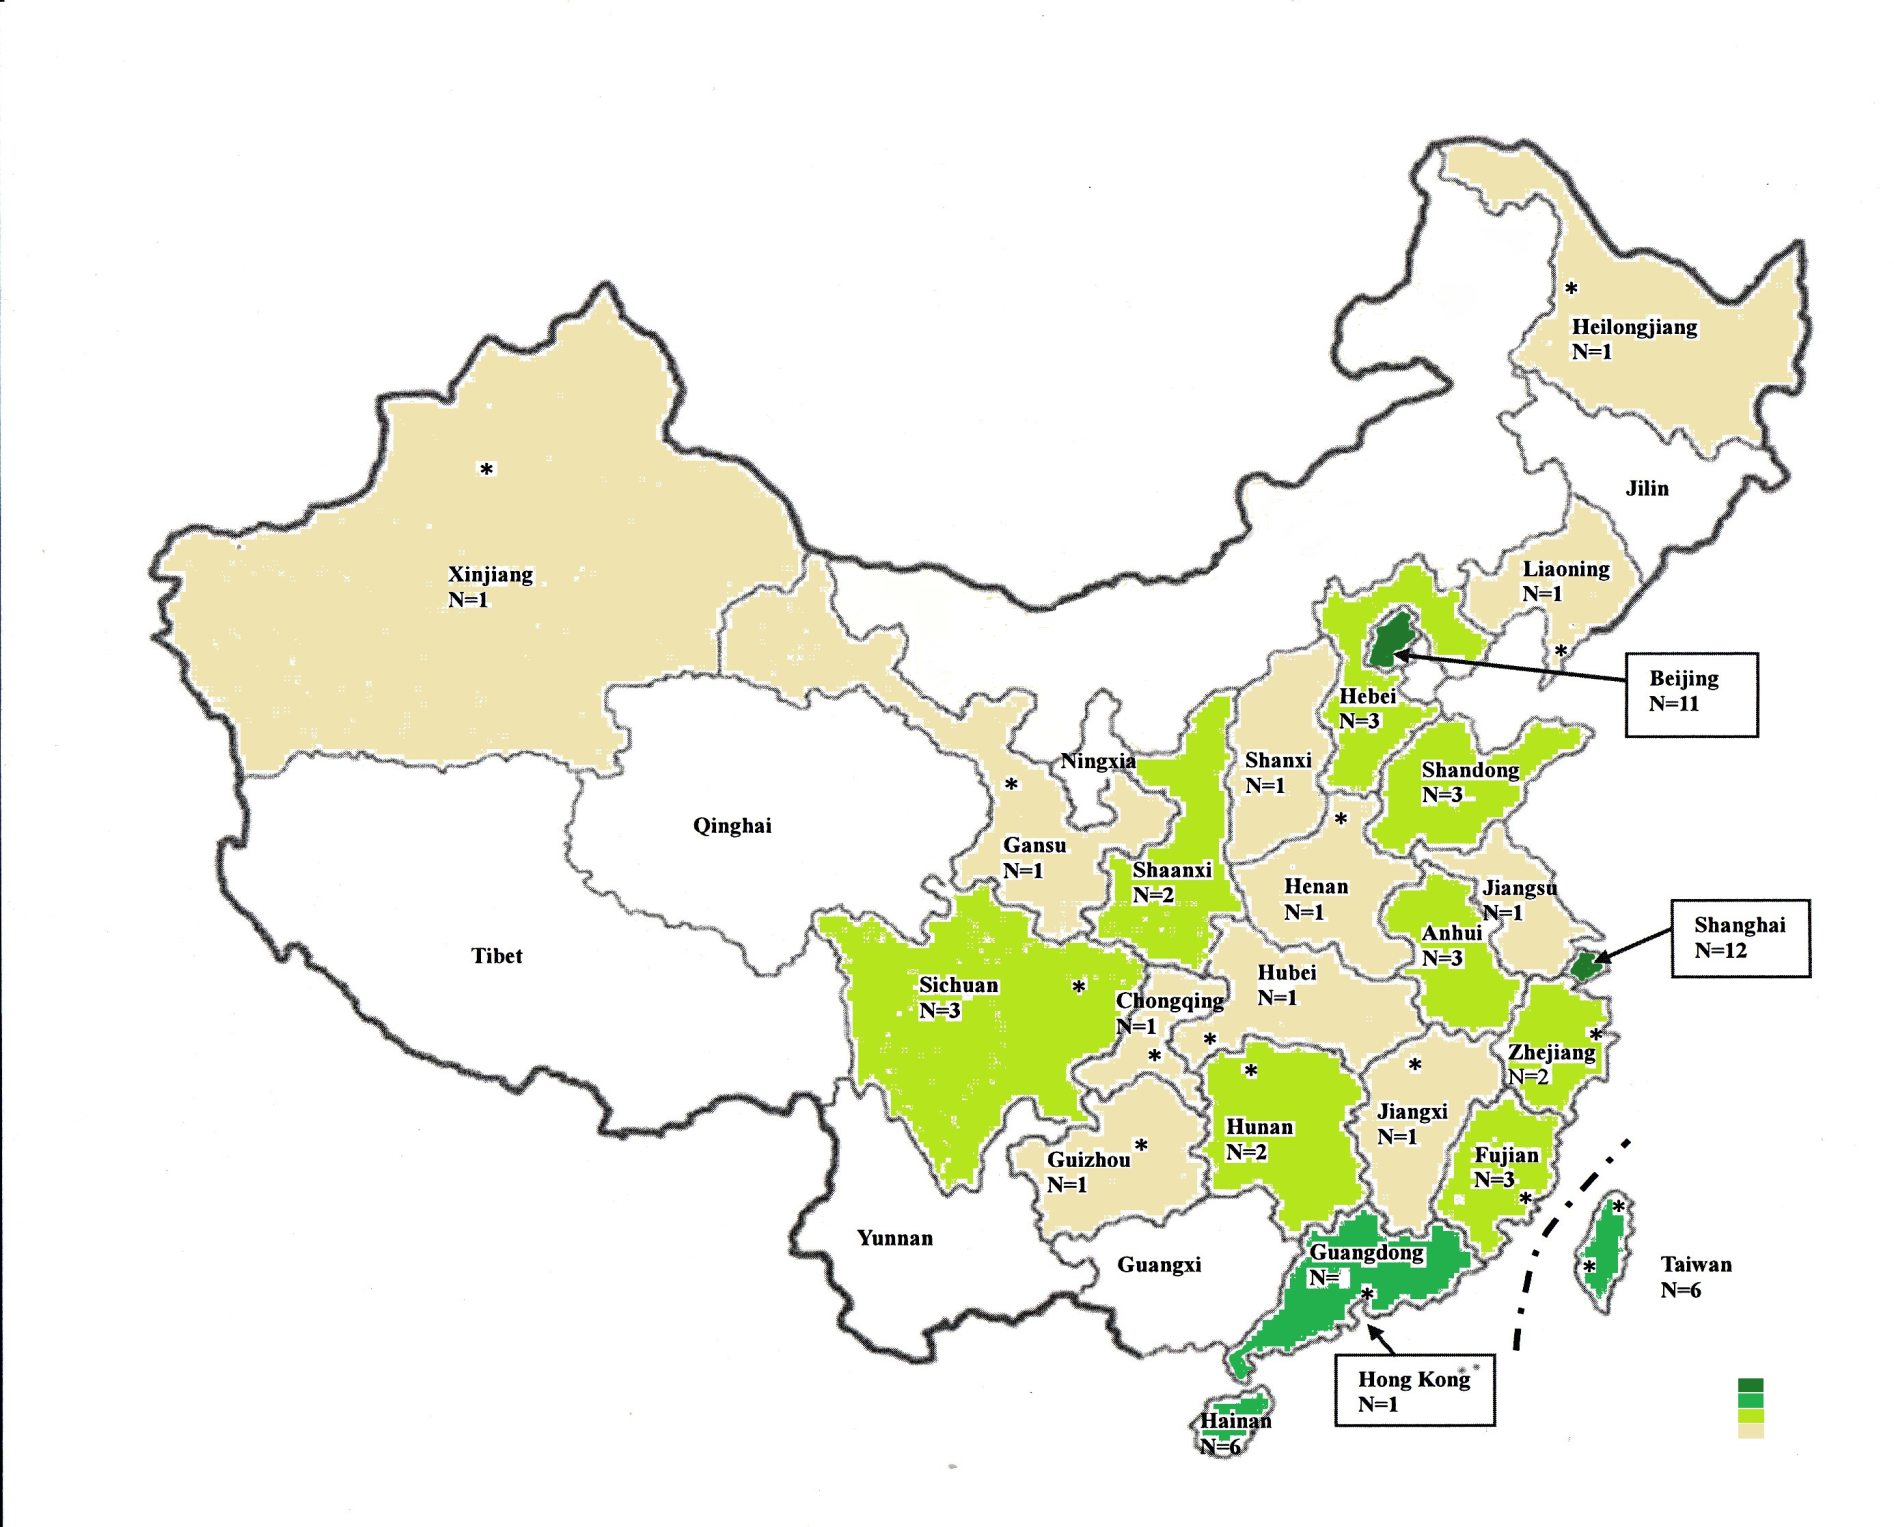 *
Heilongjiang
N=1
*
Jilin
Xinjiang
N=1
Liaoning
N=1
*
Beijing
N=11
Hebei
N=3
Ningxia
Shanxi
N=1
Shandong
N=3
*
*
Qinghai
Gansu
N=1
Shaanxi
N=2
Henan
N=1
Jiangsu
N=1
Anhui
N=3
Shanghai
N=12
Tibet
Sichuan
N=3
*
Chongqing
N=1
*
Hubei
N=1
*
Zhejiang
N=2
*
*
Hunan
N=2
*
Jiangxi
N=1
Guizhou
N=1
*
Fujian
N=3
*
Yunnan
Guangxi
Guangdong
N=
*
*
*
Taiwan
N=6
Hong Kong
N=1
Hainan
N=6